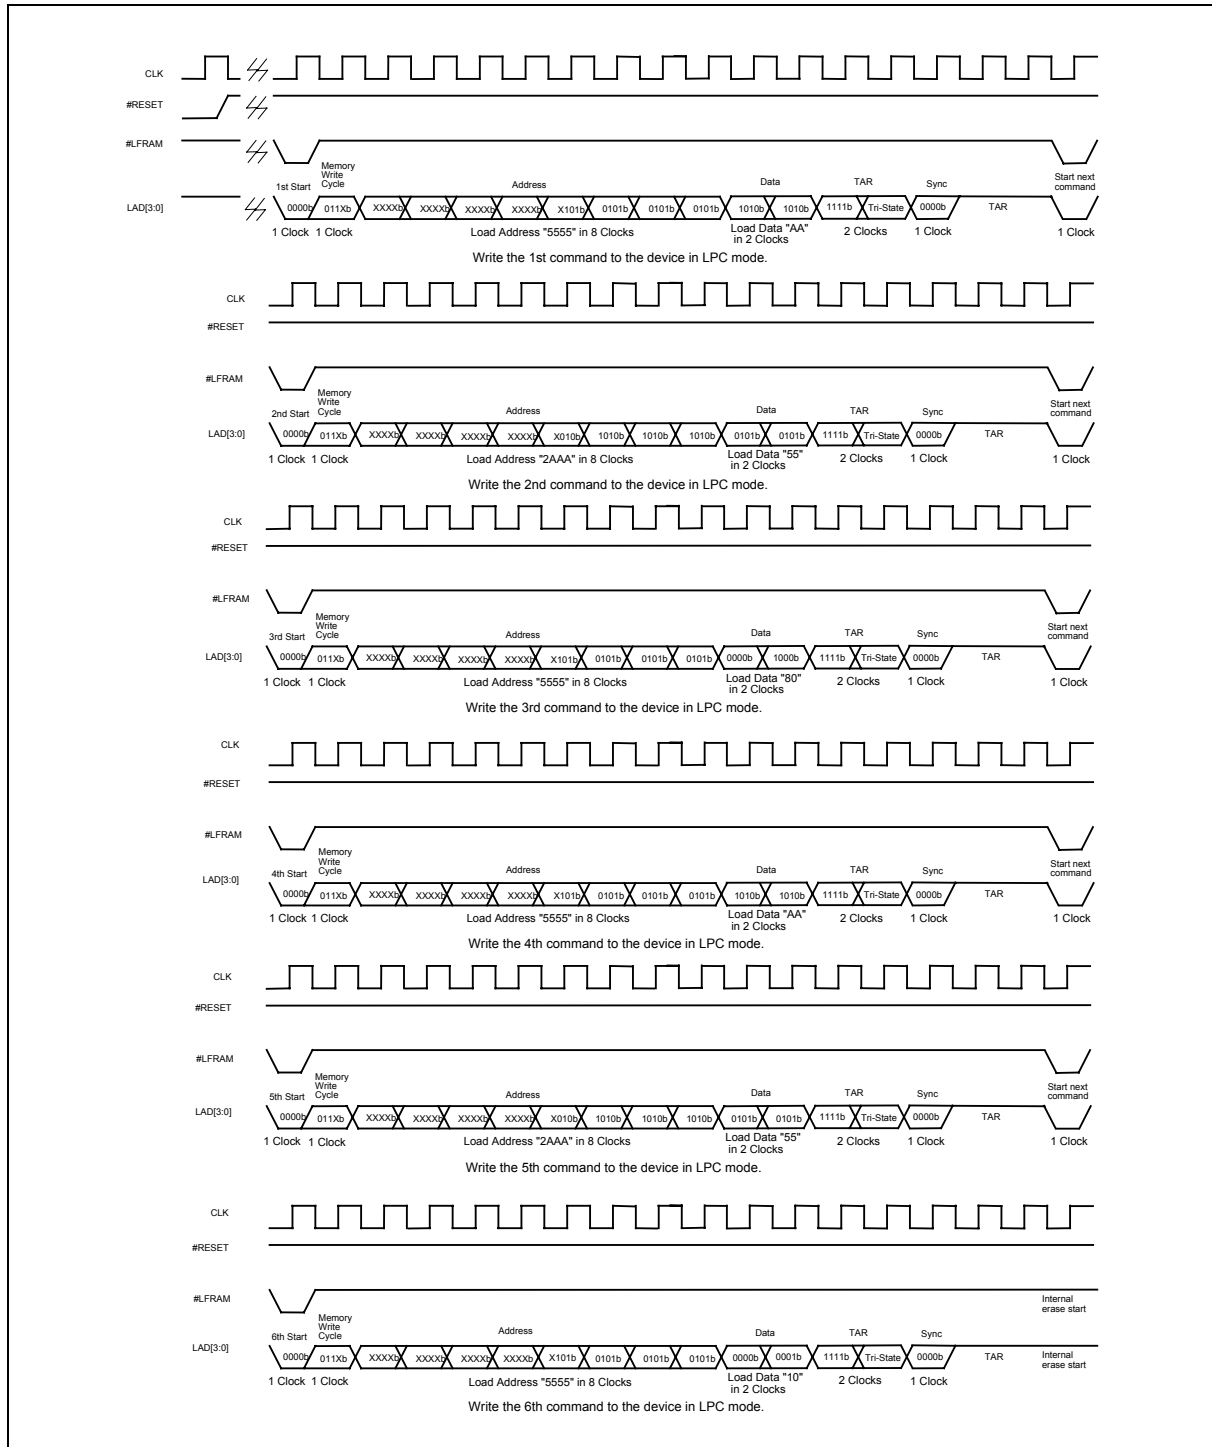 CLK
#RESET
#LFRAM
Memory
Write
Cycle
1st Start
Address
Data
TAR
Sync
Start next
command
LAD[3:0]
0000b 011Xb XXXXb XXXXb XXXXb XXXXb X101b 0101b 0101b 0101b 1010b 1010b 1111b Tri-State 0000b TAR
1 Clock 1 Clock Load Address "5555" in 8 Clocks Load Data "AA"
in 2 Clocks 2 Clocks 1 Clock 1 Clock
Write the 1st command to the device in LPC mode.
CLK
#RESET
#LFRAM
Memory
Write
Cycle
2nd Start
Address
Data
TAR
Sync
Start next
command
LAD[3:0]
0000b 011Xb XXXXb XXXXb XXXXb XXXXb X010b 1010b 1010b 1010b 0101b 0101b 1111b Tri-State 0000b TAR
1 Clock 1 Clock Load Address "2AAA" in 8 Clocks Load Data "55"
in 2 Clocks 2 Clocks 1 Clock 1 Clock
Write the 2nd command to the device in LPC mode.
CLK
#RESET
#LFRAM
Memory
Write
Cycle
3rd Start
Address
Data
TAR
Sync
Start next
command
LAD[3:0]
0000b 011Xb XXXXb XXXXb XXXXb XXXXb X101b 0101b 0101b 0101b 0000b 1000b 1111b Tri-State 0000b TAR
1 Clock 1 Clock Load Address "5555" in 8 Clocks Load Data "80"
in 2 Clocks 2 Clocks 1 Clock 1 Clock
Write the 3rd command to the device in LPC mode.
CLK
#RESET
#LFRAM
Memory
Write
Cycle
4th Start
Address
Data
TAR
Sync
Start next
command
LAD[3:0]
0000b 011Xb XXXXb XXXXb XXXXb XXXXb X101b 0101b 0101b 0101b 1010b 1010b 1111b Tri-State 0000b TAR
1 Clock 1 Clock Load Address "5555" in 8 Clocks Load Data "AA"
in 2 Clocks 2 Clocks 1 Clock 1 Clock
Write the 4th command to the device in LPC mode.
CLK
#RESET
#LFRAM
Memory
Write
Cycle
5th Start
Address
Data
TAR
Sync
Start next
command
LAD[3:0]
0000b 011Xb XXXXb XXXXb XXXXb XXXXb X010b 1010b 1010b 1010b 0101b 0101b 1111b Tri-State 0000b TAR
1 Clock 1 Clock Load Address "2AAA" in 8 Clocks Load Data "55"
in 2 Clocks 2 Clocks 1 Clock 1 Clock
Write the 5th command to the device in LPC mode.
CLK
#RESET
#LFRAM
Internal
erase start
Memory
Write
Cycle
6th Start
Address
Data
TAR
Sync
LAD[3:0]
0000b 011Xb XXXXb XXXXb XXXXb XXXXb X101b 0101b 0101b 0101b 0000b 0001b 1111b Tri-State 0000b TAR
Internal
erase start
1 Clock 1 Clock Load Address "5555" in 8 Clocks Load Data "10"
in 2 Clocks 2 Clocks 1 Clock
Write the 6th command to the device in LPC mode.